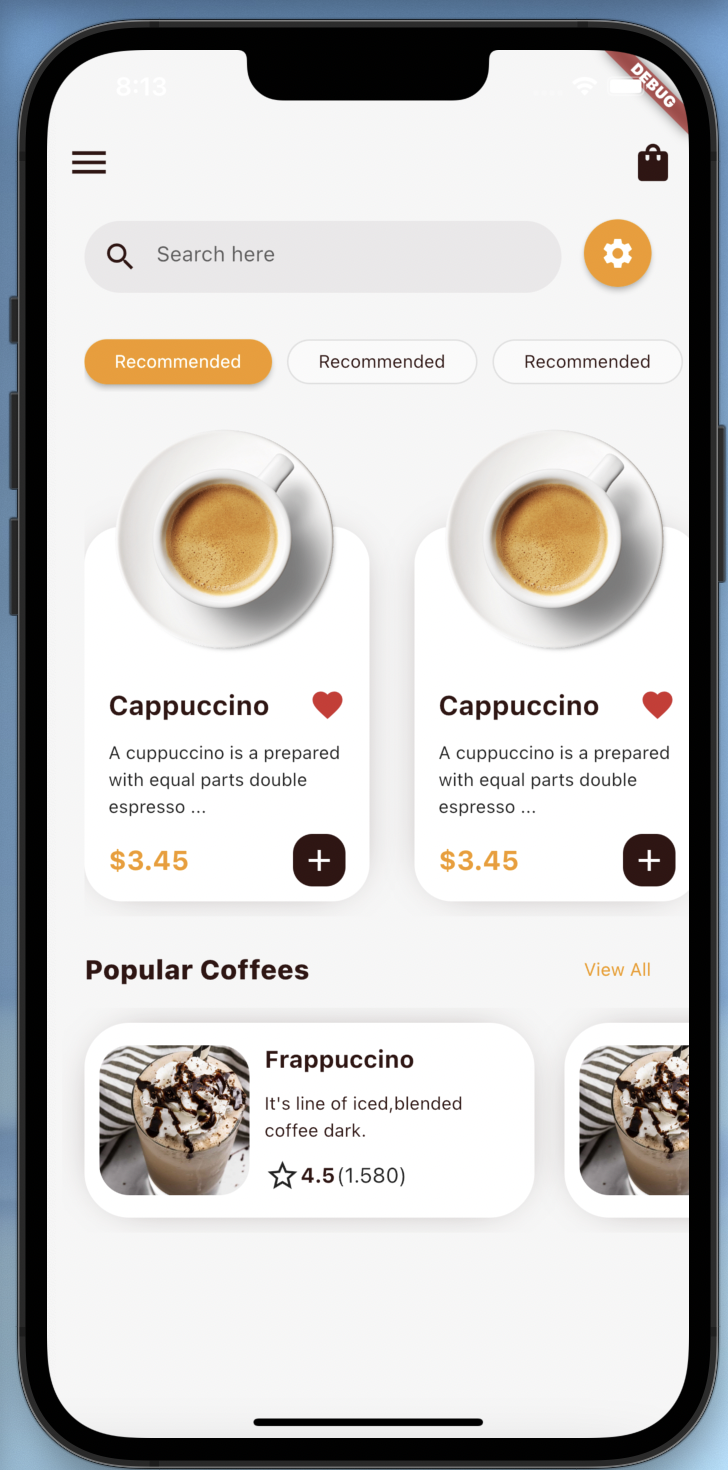 8:13
DEBUG
Search here
Recommended Recommended Recommended
Cappuccino Cappuccino
A cuppuccino is a prepared
with equal parts double
espresso ...
A cuppuccino is a prepared
with equal parts double
espresso ...
$3.45 $3.45
Popular Coffees View All
Frappuccino
It's line of iced,blended
coffee dark.
4.5(1.580)